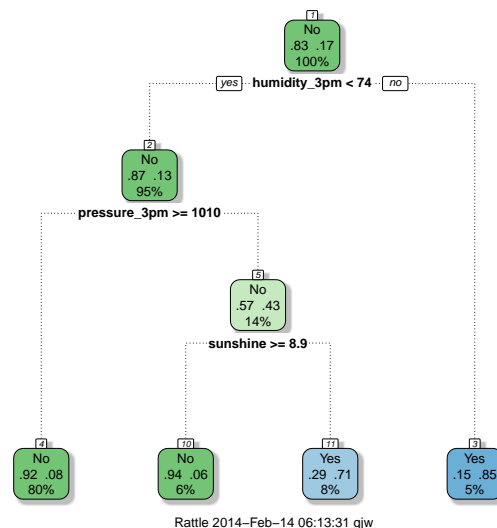 1
No
.83 .17
100%
yes humidity_3pm < 74 no
2
No
.87 .13
95%
pressure_3pm >= 1010
5
No
.57 .43
14%
sunshine >= 8.9
4
No
.92 .08
80%
10
No
.94 .06
6%
11
Yes
.29 .71
8%
3
Yes
.15 .85
5%
Rattle 2014–Feb–14 06:13:31 gjw